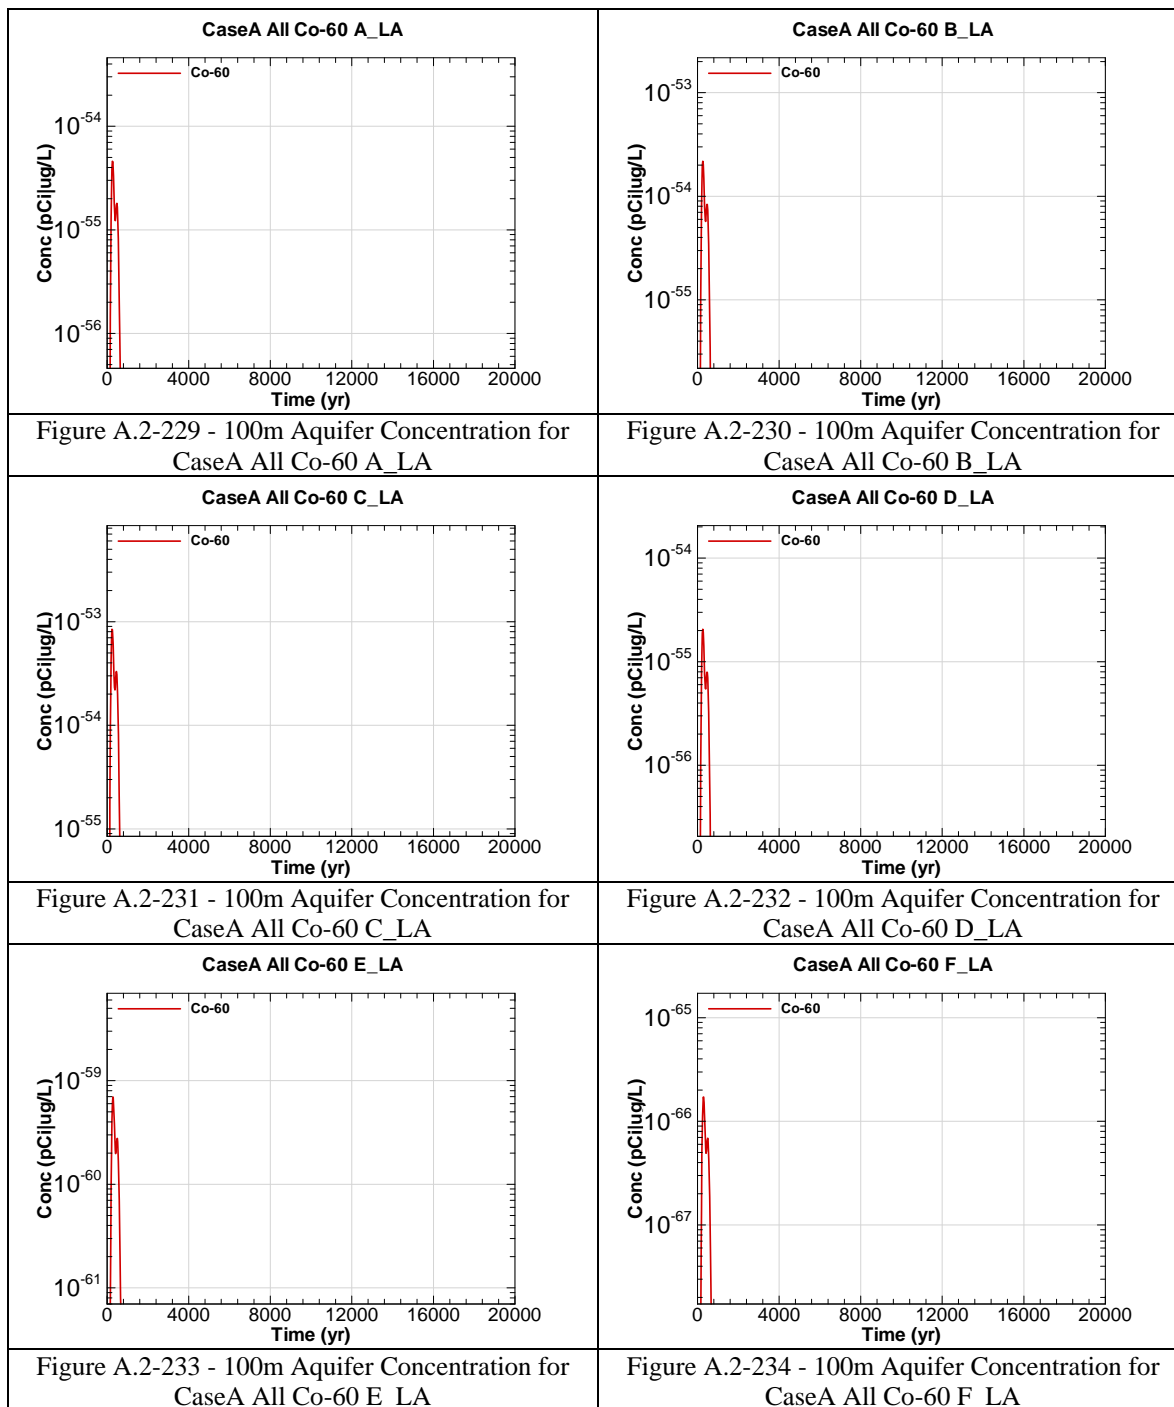 CaseA All Co-60 A_LA
Co-60
10-54
10-55
10-56
Conc (pCi|ug/L)
0 4000 8000 12000 16000 20000
Time (yr)
Figure A.2-229 - 100m Aquifer Concentration for
CaseA All Co-60 A_LA
CaseA All Co-60 B_LA
Co-60
10-53
10-54
10-55
Conc (pCi|ug/L)
0 4000 8000 12000 16000 20000
Time (yr)
Figure A.2-230 - 100m Aquifer Concentration for
CaseA All Co-60 B_LA
CaseA All Co-60 C_LA
Co-60
10-53
10-54
10-55
Conc (pCi|ug/L)
0 4000 8000 12000 16000 20000
Time (yr)
Figure A.2-231 - 100m Aquifer Concentration for
CaseA All Co-60 C_LA
CaseA All Co-60 D_LA
Co-60
10-54
10-55
10-56
Conc (pCi|ug/L)
0 4000 8000 12000 16000 20000
Time (yr)
Figure A.2-232 - 100m Aquifer Concentration for
CaseA All Co-60 D_LA
CaseA All Co-60 E_LA
Co-60
10-59
10-60
10-61
Conc (pCi|ug/L)
0 4000 8000 12000 16000 20000
Time (yr)
Figure A.2-233 - 100m Aquifer Concentration for
CaseA All Co-60 E_LA
CaseA All Co-60 F_LA
Co-60
10-65
10-66
10-67
Conc (pCi|ug/L)
0 4000 8000 12000 16000 20000
Time (yr)
Figure A.2-234 - 100m Aquifer Concentration for
CaseA All Co-60 F_LA